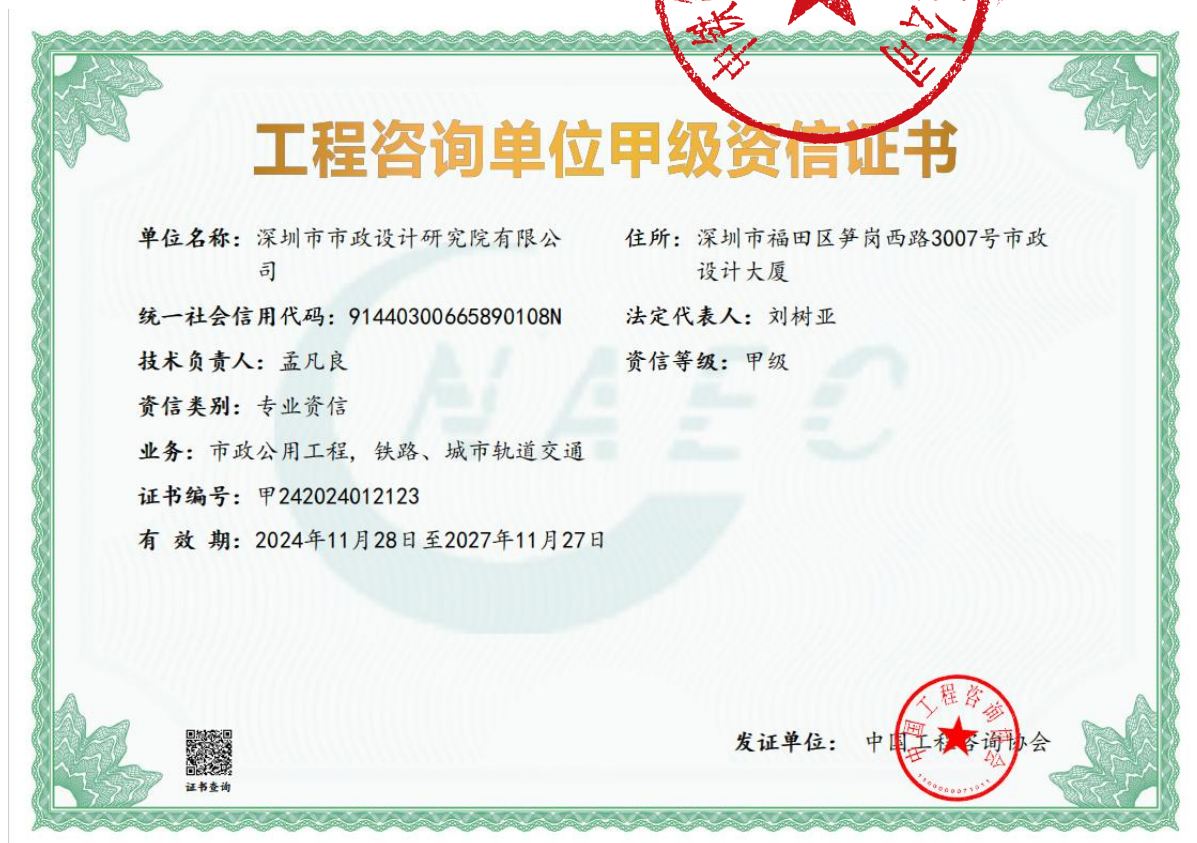 工程咨询单位甲级资信证书
单位名称：深圳市市政设计研究院有限公
司
住所：深圳市福田区笋岗西路3007号市政
设计大厦
统一社会信用代码：91440300665890108N
法定代表人：刘树亚
技术负责人：孟凡良
资信等级：甲级
资信类别：专业资信
业务：市政公用工程, 铁路、城市轨道交通
证书编号：甲242024012123
有 效 期：2024年11月28日至2027年11月27日
NAEC
发证单位： 中国工程咨询协会
中国工程咨询协会
证书查询